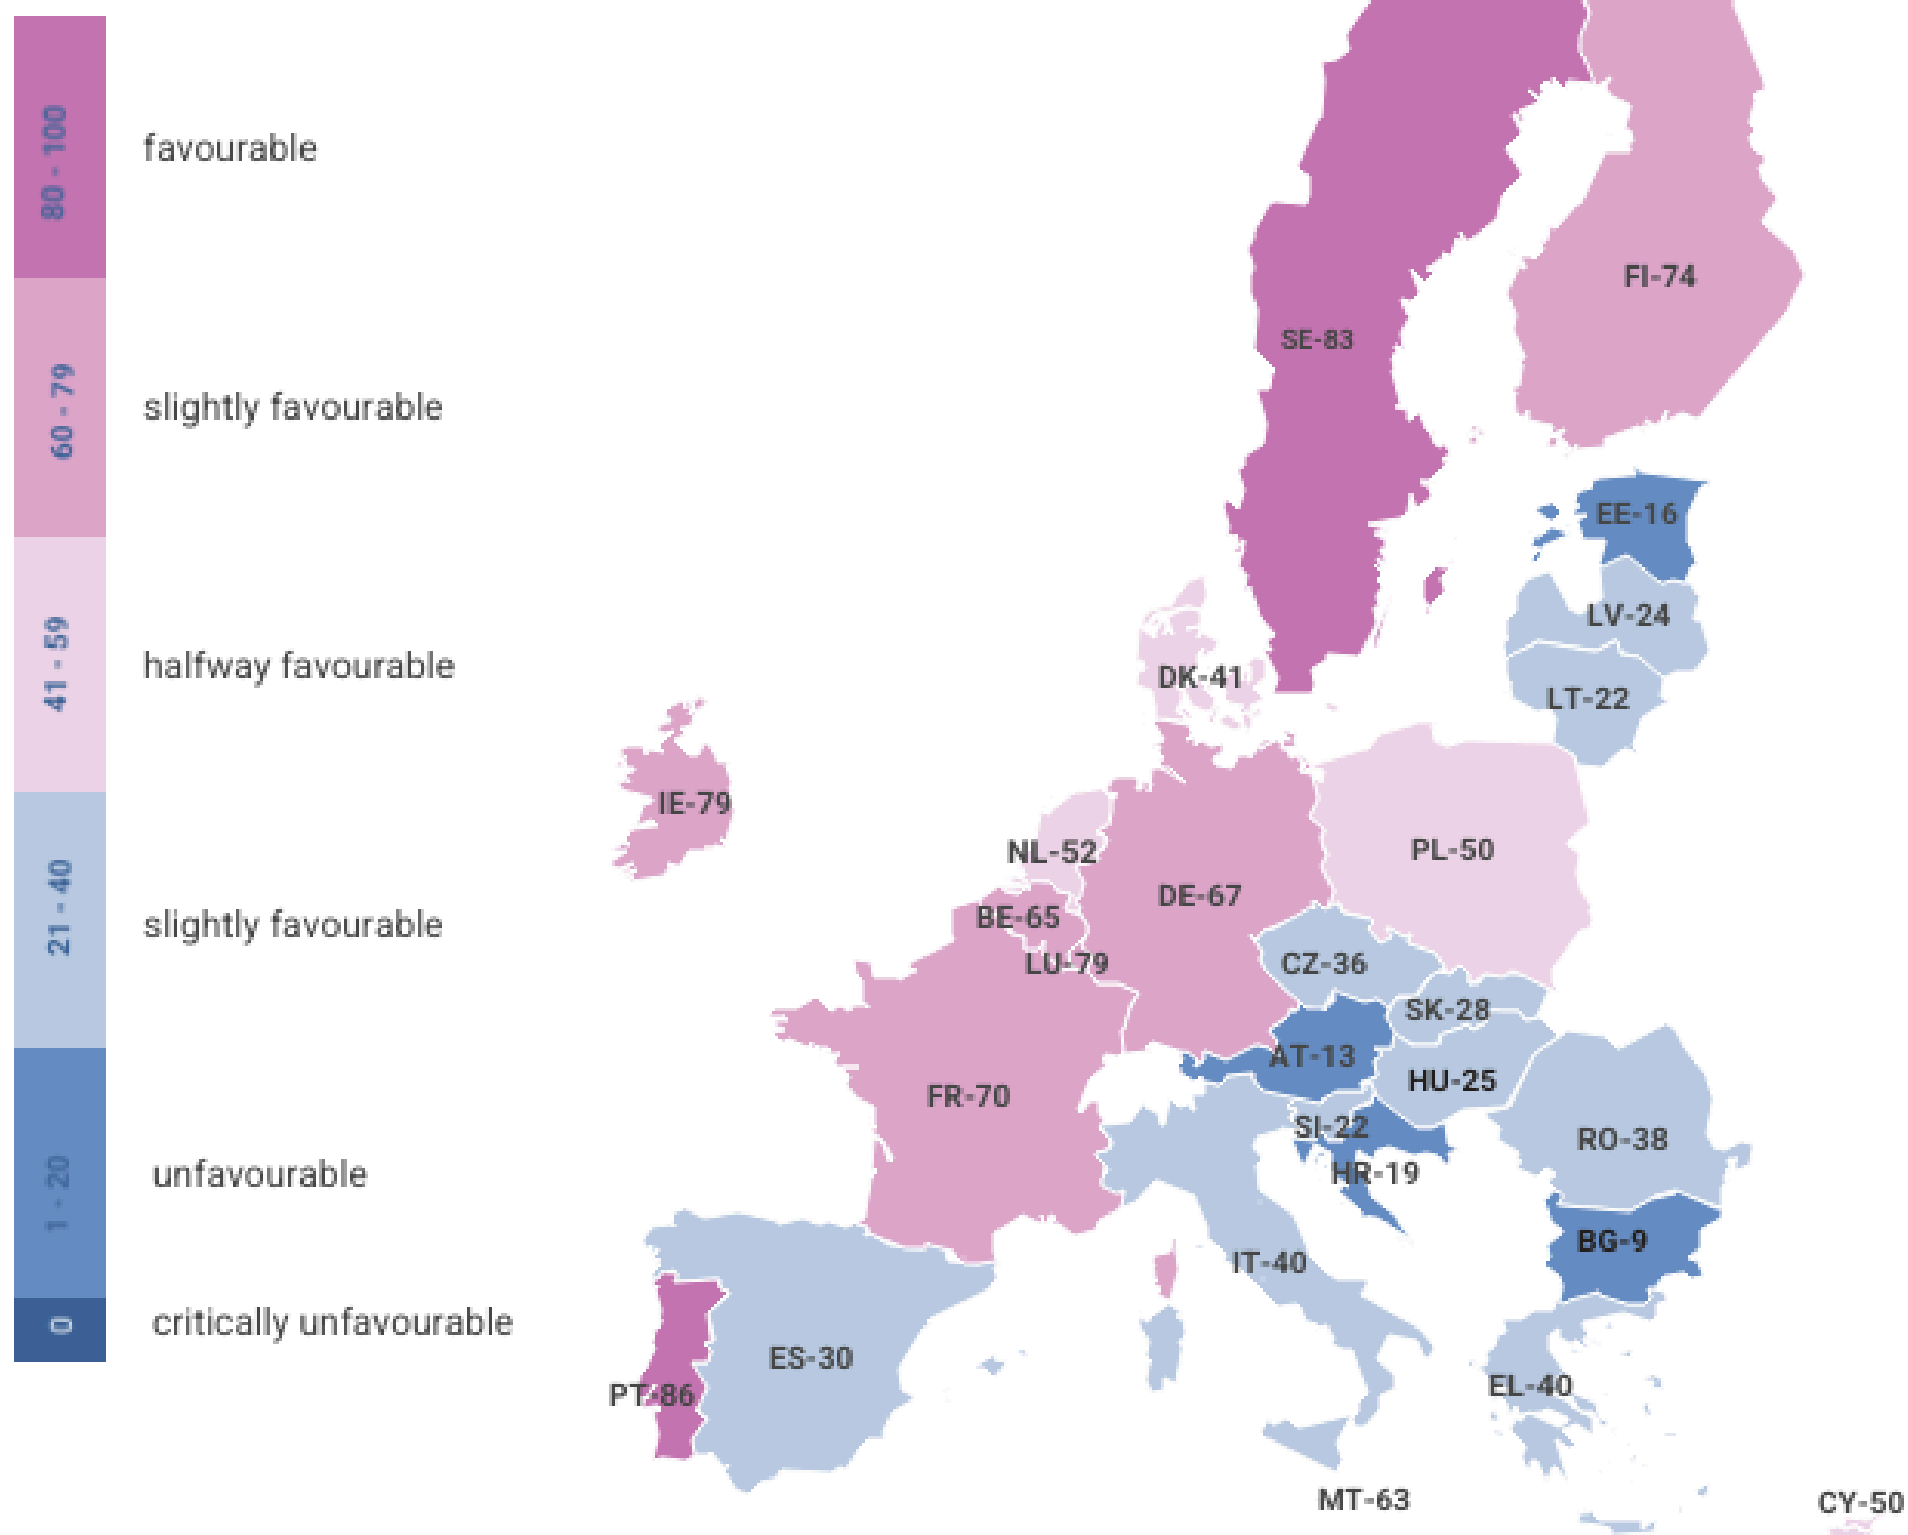 80 - 100
favourable
60 - 79
slightly favourable
41 - 59
halfway favourable
21 - 40
slightly favourable
1 - 20
unfavourable
0
critically unfavourable
FI-74
SE-83
EE-16
LV-24
DK-41
LT-22
IE-79
NL-52
PL-50
DE-67
BE-65
LU-79
CZ-36
SK-28
AT-13
HU-25
FR-70
SI-22
RO-38
HR-19
BG-9
IT-40
ES-30
EL-40
PT-86
MT-63
CY-50